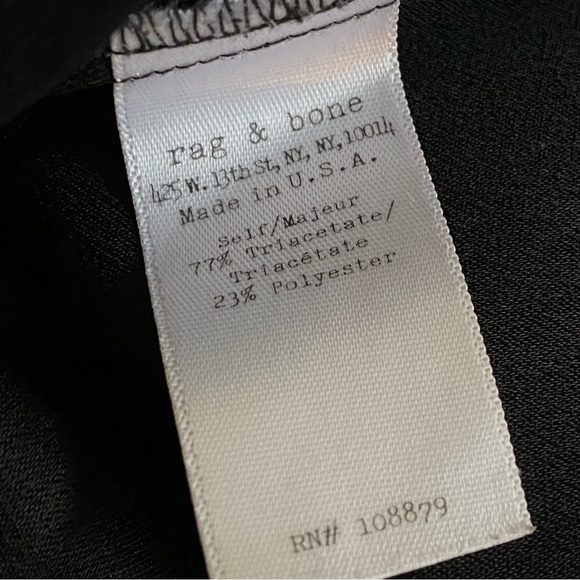 rag & bone
425 W. 13th St, NY, NY, 10014
Made in U.S.A.
Self/Majeur
77% Triacetate/
Triacétate
23% Polyester
RN# 108879